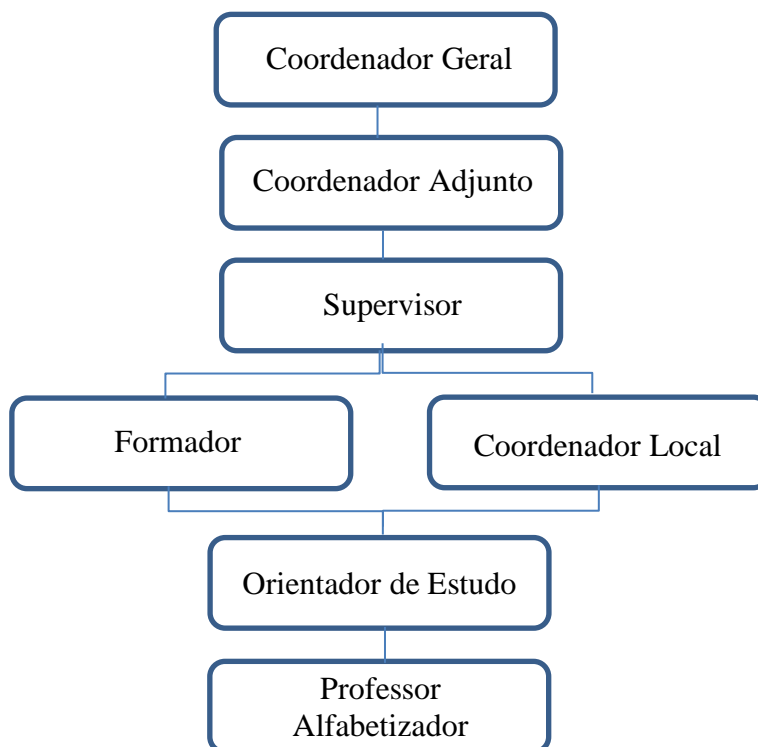 Coordenador Geral
Coordenador Adjunto
Supervisor
Formador
Coordenador Local
Orientador de Estudo
Professor
Alfabetizador